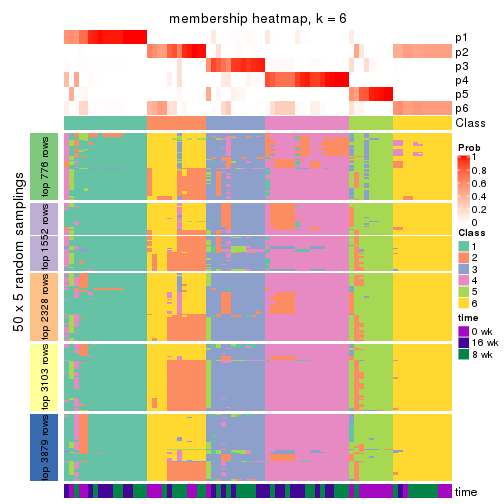 membership heatmap, k = 6
p1
p2
p3
p4
p5
p6
Class
50 x 5 random samplings
top 776 rows
top 1552 rows
top 2328 rows
top 3103 rows
top 3879 rows
Prob
1
0.8
0.6
0.4
0.2
0
Class
1
2
3
4
5
6
time
0 wk
16 wk
8 wk
time